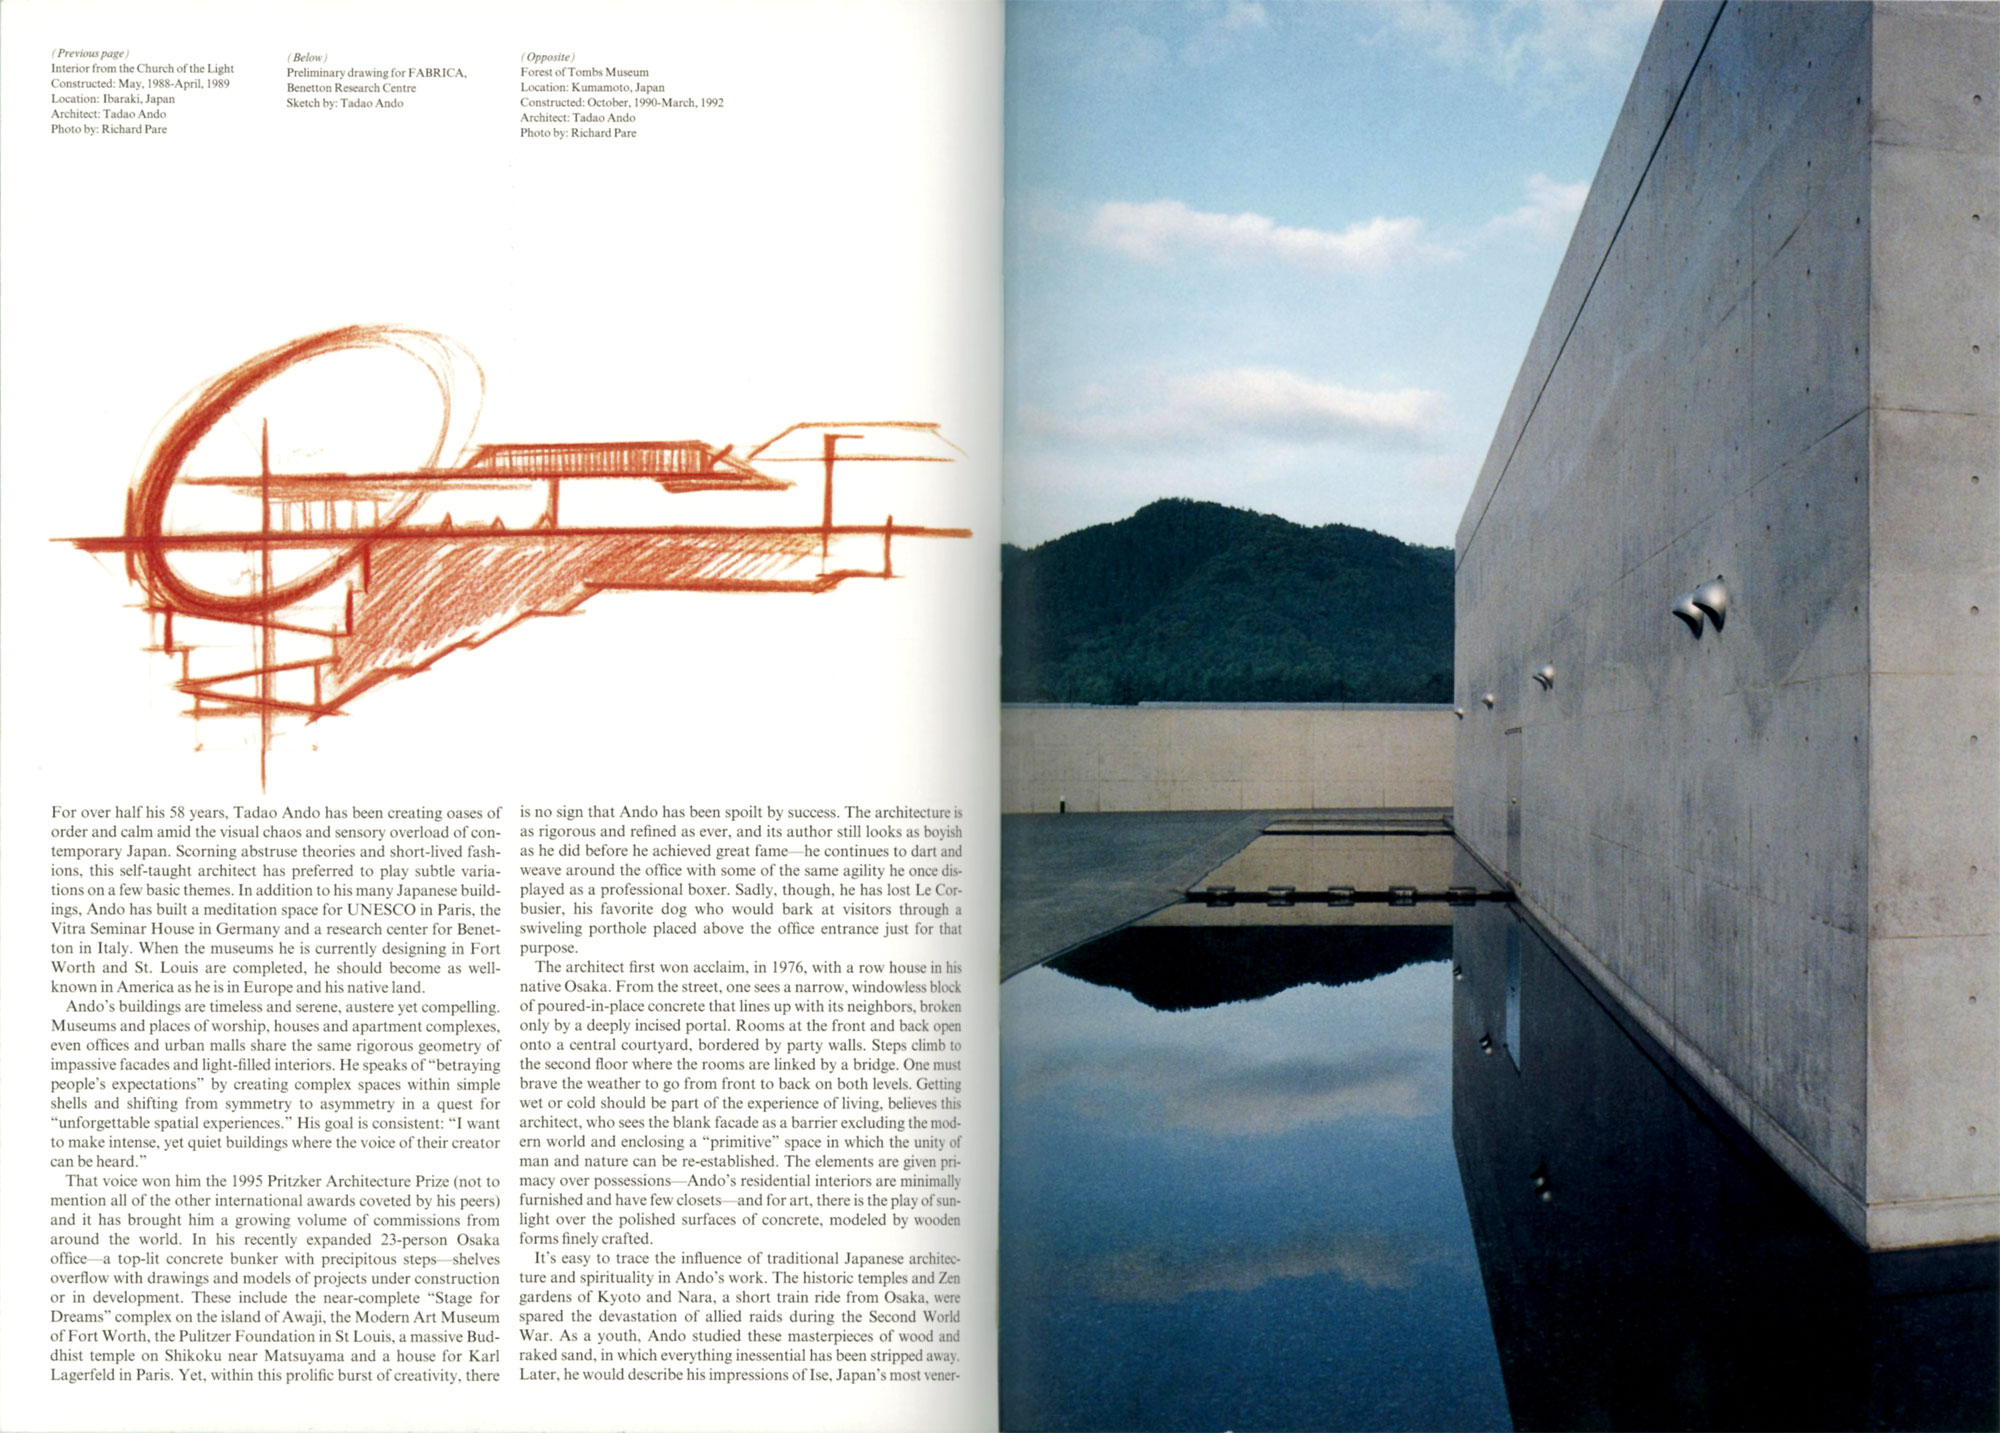 (Previous page)
Interior from the Church of the Light
Constructed: May, 1988-April, 1989
Location: Ibaraki, Japan
Architect: Tadao Ando
Photo by: Richard Pare
(Below)
Preliminary drawing for FABRICA,
Benetton Research Centre
Sketch by: Tadao Ando
(Opposite)
Forest of Tombs Museum
Location: Kumamoto, Japan
Constructed: October, 1990-March, 1992
Architect: Tadao Ando
Photo by: Richard Pare
For over half his 58 years, Tadao Ando has been creating oases of
order and calm amid the visual chaos and sensory overload of con-
temporary Japan. Scorning abstruse theories and short-lived fash-
ions, this self-taught architect has preferred to play subtle varia-
tions on a few basic themes. In addition to his many Japanese build-
ings, Ando has built a meditation space for UNESCO in Paris, the
Vitra Seminar House in Germany and a research center for Benet-
ton in Italy. When the museums he is currently designing in Fort
Worth and St. Louis are completed, he should become as well-
known in America as he is in Europe and his native land.
Ando's buildings are timeless and serene, austere yet compelling.
Museums and places of worship, houses and apartment complexes,
even offices and urban malls share the same rigorous geometry of
impassive facades and light-filled interiors. He speaks of “betraying
people's expectations” by creating complex spaces within simple
shells and shifting from symmetry to asymmetry in a quest for
“unforgettable spatial experiences.” His goal is consistent: “I want
to make intense, yet quiet buildings where the voice of their creator
can be heard.”
That voice won him the 1995 Pritzker Architecture Prize (not to
mention all of the other international awards coveted by his peers)
and it has brought him a growing volume of commissions from
around the world. In his recently expanded 23-person Osaka
office—a top-lit concrete bunker with precipitous steps—shelves
overflow with drawings and models of projects under construction
or in development. These include the near-complete “Stage for
Dreams” complex on the island of Awaji, the Modern Art Museum
of Fort Worth, the Pulitzer Foundation in St Louis, a massive Bud-
dhist temple on Shikoku near Matsuyama and a house for Karl
Lagerfeld in Paris. Yet, within this prolific burst of creativity, there
is no sign that Ando has been spoilt by success. The architecture is
as rigorous and refined as ever, and its author still looks as boyish
as he did before he achieved great fame—he continues to dart and
weave around the office with some of the same agility he once dis-
played as a professional boxer. Sadly, though, he has lost Le Cor-
busier, his favorite dog who would bark at visitors through a
swiveling porthole placed above the office entrance just for that
purpose.
The architect first won acclaim, in 1976, with a row house in his
native Osaka. From the street, one sees a narrow, windowless block
of poured-in-place concrete that lines up with its neighbors, broken
only by a deeply incised portal. Rooms at the front and back open
onto a central courtyard, bordered by party walls. Steps climb to
the second floor where the rooms are linked by a bridge. One must
brave the weather to go from front to back on both levels. Getting
wet or cold should be part of the experience of living, believes this
architect, who sees the blank facade as a barrier excluding the mod-
ern world and enclosing a “primitive” space in which the unity of
man and nature can be re-established. The elements are given pri-
macy over possessions—Ando's residential interiors are minimally
furnished and have few closets—and for art, there is the play of sun-
light over the polished surfaces of concrete, modeled by wooden
forms finely crafted.
It's easy to trace the influence of traditional Japanese architec-
ture and spirituality in Ando's work. The historic temples and Zen
gardens of Kyoto and Nara, a short train ride from Osaka, were
spared the devastation of allied raids during the Second World
War. As a youth, Ando studied these masterpieces of wood and
raked sand, in which everything inessential has been stripped away.
Later, he would describe his impressions of Ise, Japan's most vener-